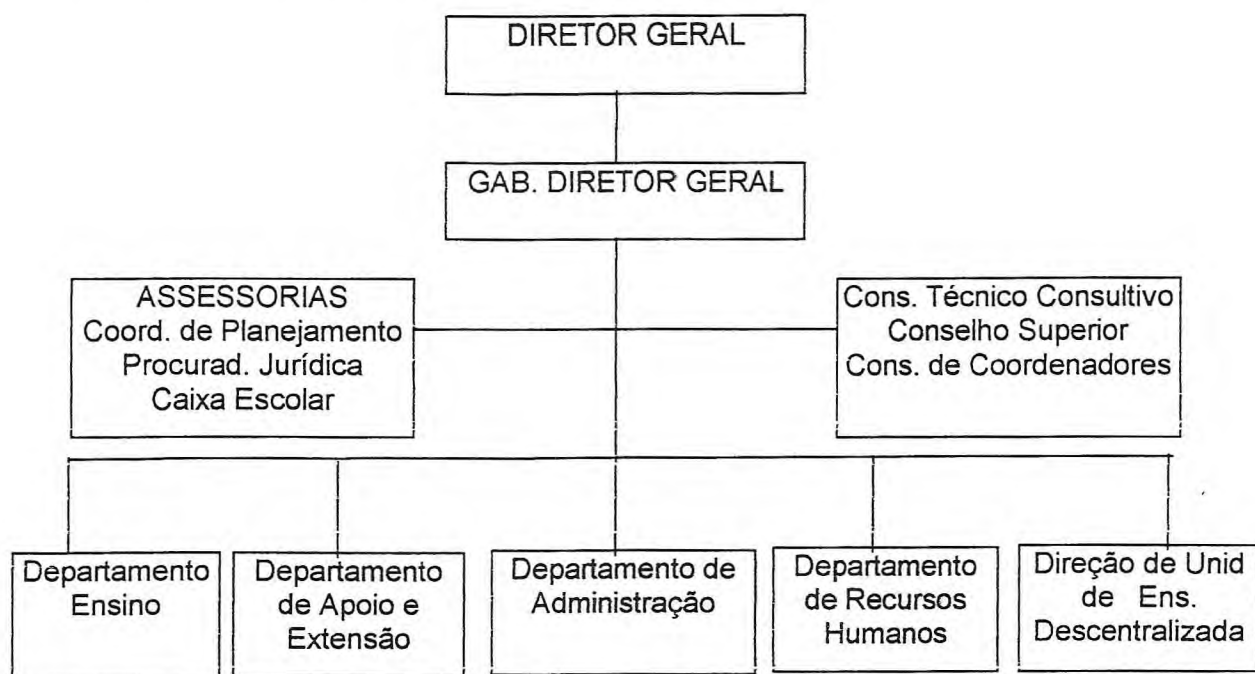 DIRETOR GERAL
GAB. DIRETOR GERAL
ASSESSORIAS
Coord. de Planejamento
Procurad. Jurídica
Caixa Escolar
Cons. Técnico Consultivo
Conselho Superior
Cons. de Coordenadores
Departamento
Ensino
Departamento
de Apoio e
Extensão
Departamento de
Administração
Departamento
de Recursos
Humanos
Direção de Unid
de Ens.
Descentralizada